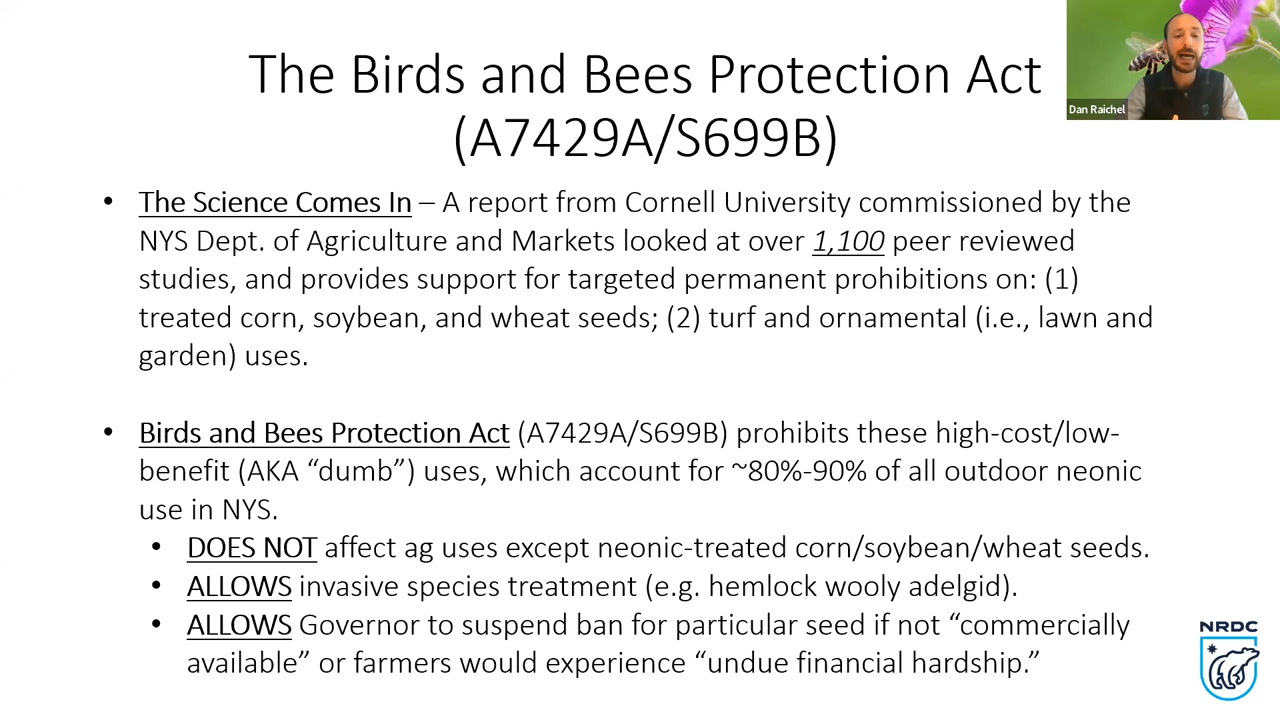 The Birds and Bees Protection Act
(A7429A/S699B)
Dan Raichel
• The Science Comes In – A report from Cornell University commissioned by the
NYS Dept. of Agriculture and Markets looked at over 1,100 peer reviewed
studies, and provides support for targeted permanent prohibitions on: (1)
treated corn, soybean, and wheat seeds; (2) turf and ornamental (i.e., lawn and
garden) uses.
• Birds and Bees Protection Act (A7429A/S699B) prohibits these high-cost/low-
benefit (AKA “dumb”) uses, which account for ~80%-90% of all outdoor neonic
use in NYS.
• DOES NOT affect ag uses except neonic-treated corn/soybean/wheat seeds.
• ALLOWS invasive species treatment (e.g. hemlock wooly adelgid).
• ALLOWS Governor to suspend ban for particular seed if not “commercially
available” or farmers would experience “undue financial hardship.”
NRDC